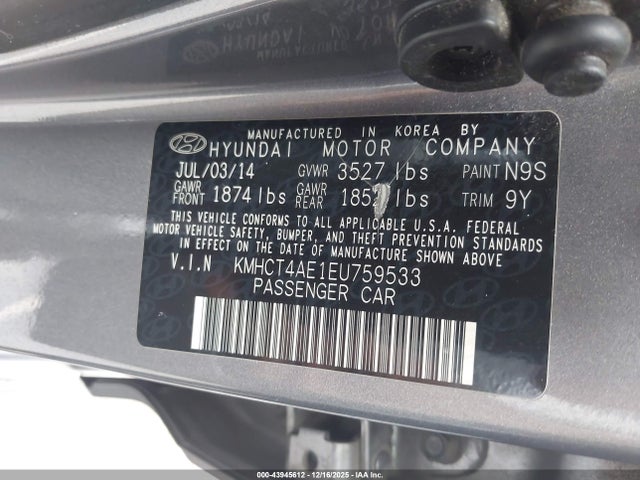 MANUFACTURED IN KOREA BY
HYUNDAI MOTOR COMPANY
JUL/03/14 GVWR 3527 lbs PAINT N9S
GAWR FRONT 1874 lbs GAWR REAR lbs TRIM 9Y
THIS VEHICLE CONFORMS TO ALL APPLICABLE U.S.A. FEDERAL
MOTOR VEHICLE SAFETY, BUMPER, AND THEFT PREVENTION STANDARDS
IN EFFECT ON THE DATE OF MANUFACTURE SHOWN ABOVE
V.I.N KMHCT4AE1EU759533
PASSENGER CAR
000-43945612 - 12/16/2025 - IAA Inc.